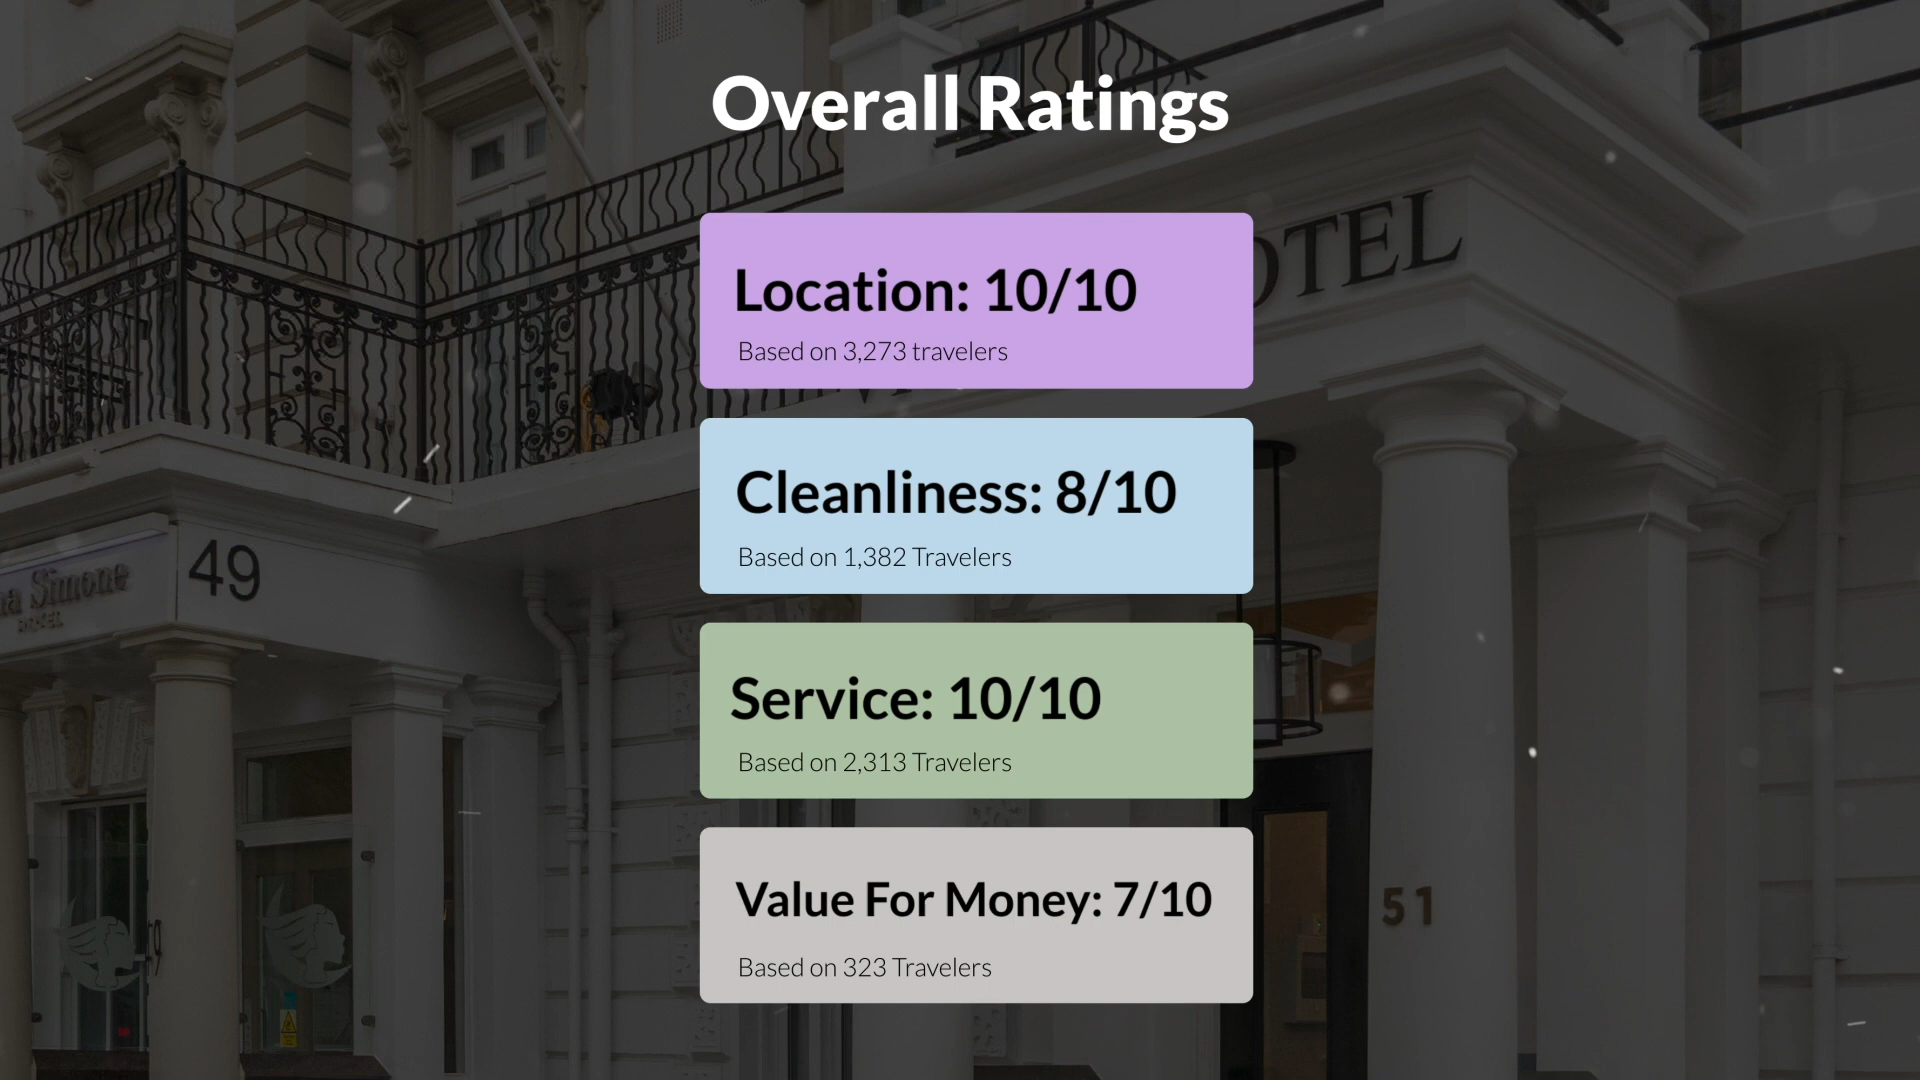 Overall Ratings
OTEL
Location: 10/10
Based on 3,273 travelers
Cleanliness: 8/10
Based on 1,382 Travelers
49
Simone
HOTEL
Service: 10/10
Based on 2,313 Travelers
Value For Money: 7/10
51
Based on 323 Travelers